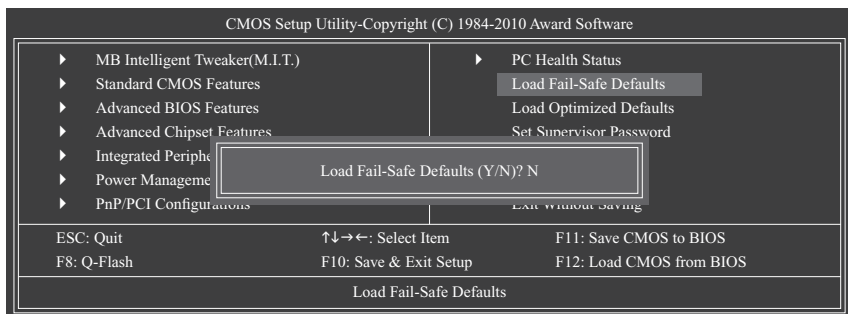 CMOS Setup Utility-Copyright (C) 1984-2010 Award Software
MB Intelligent Tweaker(M.I.T.)
Standard CMOS Features
Advanced BIOS Features
Advanced Chipset Features
Integrated Periphe
Power Manageme
PnP/PCI Configurations
PC Health Status
Load Fail-Safe Defaults
Load Optimized Defaults
Set Supervisor Password
Exit Without Saving
Load Fail-Safe Defaults (Y/N)? N
ESC: Quit ↑↓→←: Select Item F11: Save CMOS to BIOS
F8: Q-Flash F10: Save & Exit Setup F12: Load CMOS from BIOS
Load Fail-Safe Defaults